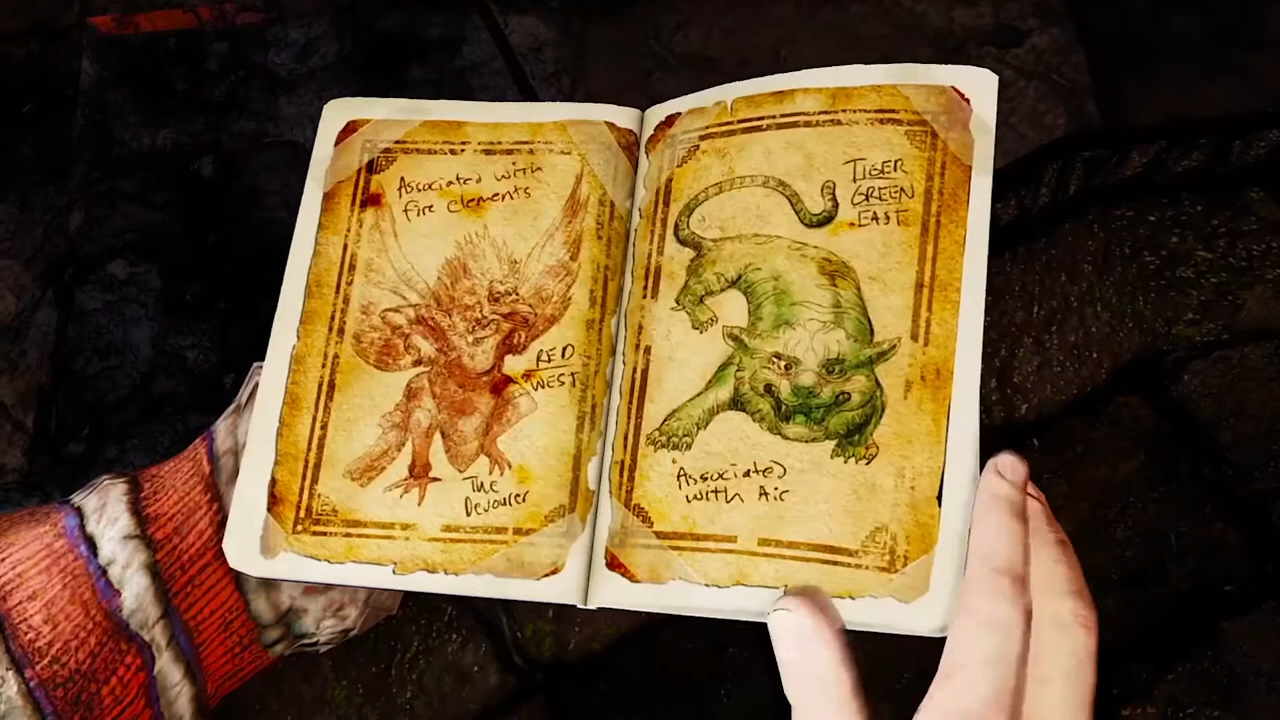 Associated with
fire elements
RED
WEST
The
Devourer
TIGER
GREEN
EAST
Associated
with Air